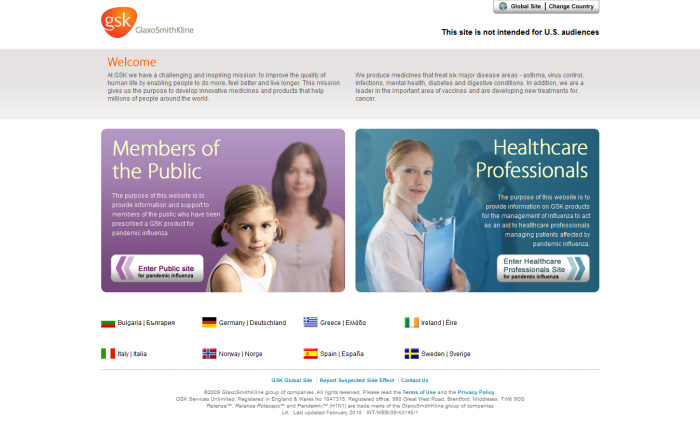 gsk
GlaxoSmithKline
Global Site | Change Country
This site is not intended for U.S. audiences
Welcome
At GSK we have a challenging and inspiring mission: to improve the quality of
human life by enabling people to do more, feel better and live longer. This mission
gives us the purpose to develop innovative medicines and products that help
millions of people around the world.
We produce medicines that treat six major disease areas - asthma, virus control,
infections, mental health, diabetes and digestive conditions. In addition, we are a
leader in the important area of vaccines and are developing new treatments for
cancer.
Members of
the Public
The purpose of this website is to
provide information and support to
members of the public who have been
prescribed a GSK product for
pandemic influenza.
Enter Public site
for pandemic influenza
Healthcare
Professionals
The purpose of this website is to
provide information on GSK products
for the management of influenza to act
as an aid to healthcare professionals
managing patients affected by
pandemic influenza.
Enter Healthcare
Professionals Site
for pandemic influenza
Bulgaria | България
Germany | Deutschland
Greece | Ελλάδα
Ireland | Éire
Italy | Italia
Norway | Norge
Spain | España
Sweden | Sverige
GSK Global Site | Report Suspected Side Effect | Contact Us
©2009 GlaxoSmithKline group of companies. All rights reserved. Please read the Terms of Use and the Privacy Policy.
GSK Services Unlimited. Registered in England & Wales No 1047315. Registered office: 980 Great West Road, Brentford, Middlesex, TW8 9GS
Relenza™, Relenza Rotacaps™ and Pandemrix™ (H1N1) are trade marks of the GlaxoSmithKline group of companies
LA : Last updated February 2010 : INT/WEB/09/43140/1